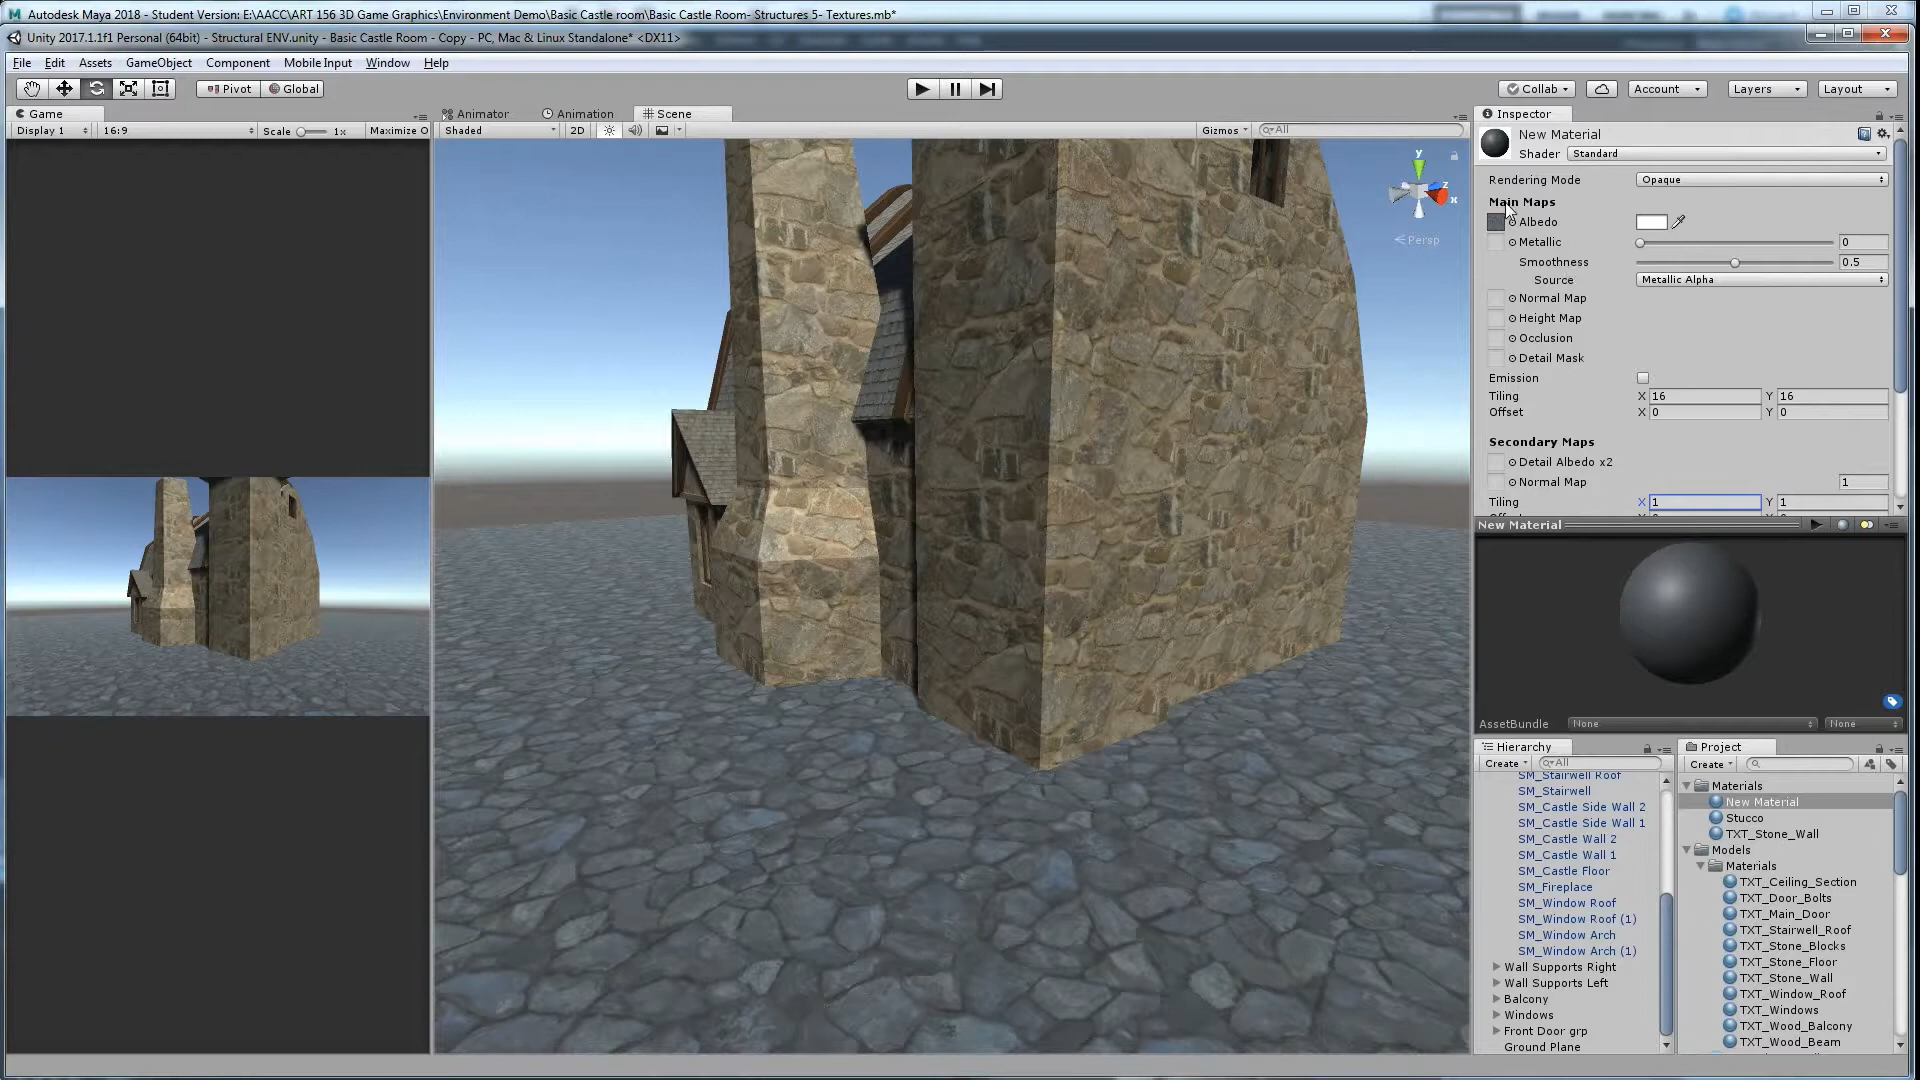 Autodesk Maya 2018 - Student Version: E:\AACC\ART 156 3D Game Graphics\Environment Demo\Basic Castle room\Basic Castle Room- Structures 5- Textures.mb*
Unity 2017.1.1f1 Personal (64bit) - Structural ENV.unity - Basic Castle Room - Copy - PC, Mac & Linux Standalone* <DX11>
File Edit Assets GameObject Component Mobile Input Window Help
Pivot Global Collab Account Layers Layout
Game Animator Animation Scene Inspector
Display 1 16:9 Scale 1x Maximize O Shaded 2D Gizmos All
New Material
Shader Standard
Rendering Mode Opaque
Main Maps
Albedo
Metallic 0
Smoothness 0.5
Source Metallic Alpha
Normal Map
Height Map
Occlusion
Detail Mask
Emission
Tiling X 16 Y 16
Offset X 0 Y 0
Secondary Maps
Detail Albedo x2
Normal Map 1
Tiling X 1 Y 1
y
z
x
Persp
New Material
AssetBundle None None
Hierarchy
Create All
SM_Stairwell Roof
SM_Stairwell
SM_Castle Side Wall 2
SM_Castle Side Wall 1
SM_Castle Wall 2
SM_Castle Wall 1
SM_Castle Floor
SM_Fireplace
SM_Window Roof
SM_Window Roof (1)
SM_Window Arch
SM_Window Arch (1)
Wall Supports Right
Wall Supports Left
Balcony
Windows
Front Door grp
Ground Plane
Project
Create
Materials
New Material
Stucco
TXT_Stone_Wall
Models
Materials
TXT_Ceiling_Section
TXT_Door_Bolts
TXT_Main_Door
TXT_Stairwell_Roof
TXT_Stone_Blocks
TXT_Stone_Floor
TXT_Stone_Wall
TXT_Window_Roof
TXT_Windows
TXT_Wood_Balcony
TXT_Wood_Beam